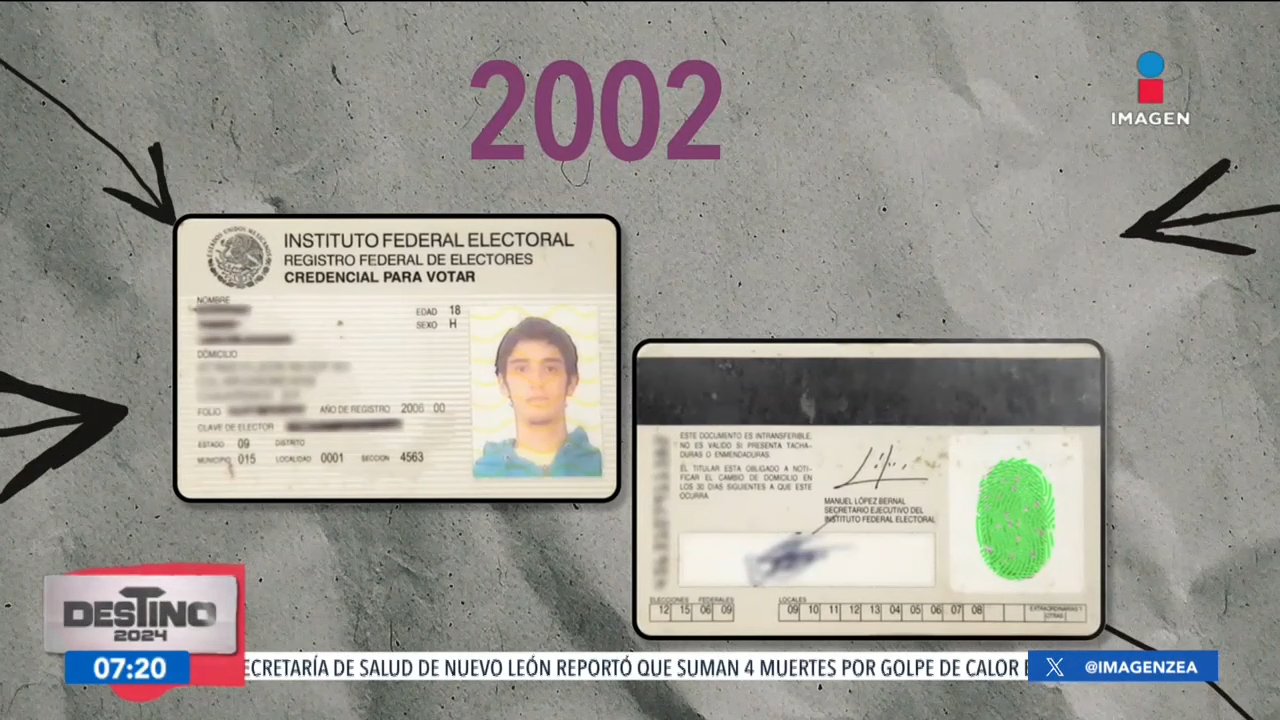 2002
IMAGEN
ESTADOS UNIDOS MEXICANOS
INSTITUTO FEDERAL ELECTORAL
REGISTRO FEDERAL DE ELECTORES
CREDENCIAL PARA VOTAR
NOMBRE
EDAD 18
SEXO H
DOMICILIO
FOLIO
AÑO DE REGISTRO 2006 00
CLAVE DE ELECTOR
ESTADO 09 DISTRITO
MUNICIPIO 015 LOCALIDAD 0001 SECCION 4563
ESTE DOCUMENTO ES INTRANSFERIBLE,
NO ES VALIDO SI PRESENTA TACHA-
DURAS O ENMENDADURAS.
EL TITULAR ESTA OBLIGADO A NOTI-
FICAR EL CAMBIO DE DOMICILIO EN
LOS 30 DIAS SIGUIENTES A QUE ESTE
OCURRA.
MANUEL LÓPEZ BERNAL
SECRETARIO EJECUTIVO DEL
INSTITUTO FEDERAL ELECTORAL
ELECCIONES FEDERALES
12 15 06 09
LOCALES
09 10 11 12 13 04 05 06 07 08
EXTRAORDINARIAS Y
OTRAS
DESTINO
2024
07:20
ECRETARÍA DE SALUD DE NUEVO LEÓN REPORTÓ QUE SUMAN 4 MUERTES POR GOLPE DE CALOR
X @IMAGENZEA